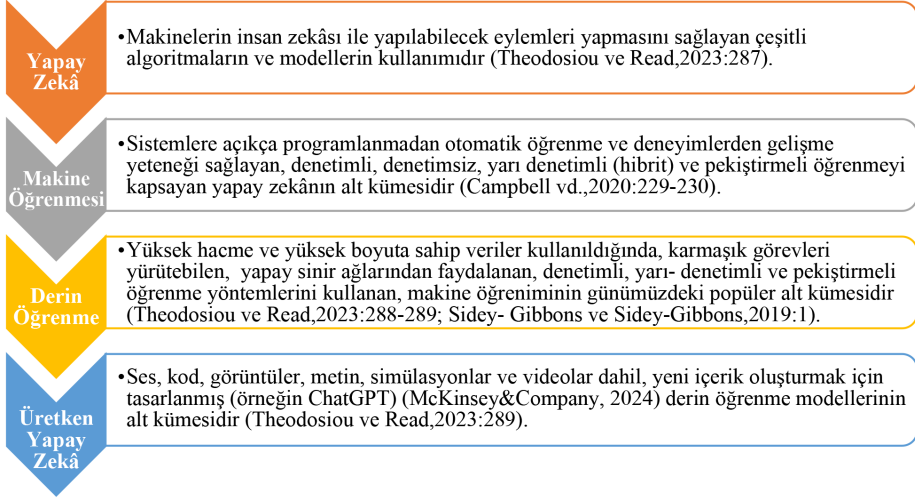 Yapay
Zekâ
•Makinelerin insan zekâsı ile yapılabilecek eylemleri yapmasını sağlayan çeşitli
algoritmaların ve modellerin kullanımıdır (Theodosiou ve Read,2023:287).
Makine
Öğrenmesi
•Sistemlere açıkça programlanmadan otomatik öğrenme ve deneyimlerden gelişme
yeteneği sağlayan, denetimli, denetimsiz, yarı denetimli (hibrit) ve pekiştirmeli öğrenmeyi
kapsayan yapay zekânın alt kümesidir (Campbell vd.,2020:229-230).
Derin
Öğrenme
•Yüksek hacme ve yüksek boyuta sahip veriler kullanıldığında, karmaşık görevleri
yürütebilen, yapay sinir ağlarından faydalanan, denetimli, yarı- denetimli ve pekiştirmeli
öğrenme yöntemlerini kullanan, makine öğreniminin günümüzdeki popüler alt kümesidir
(Theodosiou ve Read,2023:288-289; Sidey- Gibbons ve Sidey-Gibbons,2019:1).
Üretken
Yapay
Zekâ
•Ses, kod, görüntüler, metin, simülasyonlar ve videolar dahil, yeni içerik oluşturmak için
tasarlanmış (örneğin ChatGPT) (McKinsey&Company, 2024) derin öğrenme modellerinin
alt kümesidir (Theodosiou ve Read,2023:289).